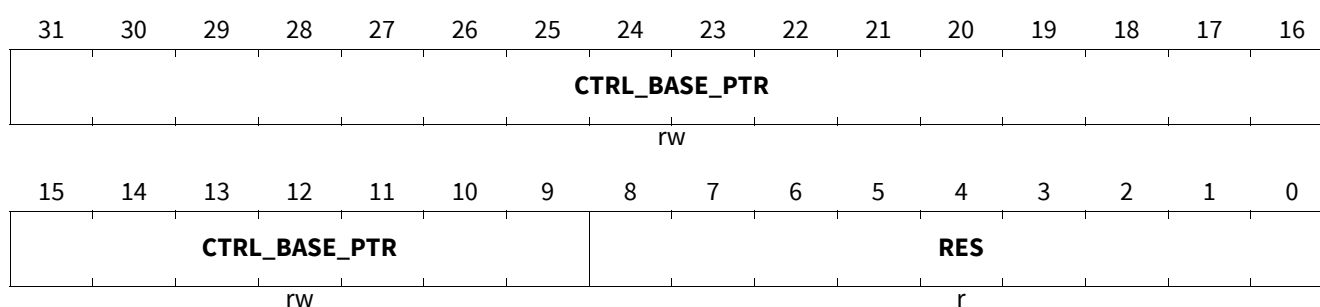 31 30 29 28 27 26 25 24 23 22 21 20 19 18 17 16
CTRL_BASE_PTR
rw
15 14 13 12 11 10 9 8 7 6 5 4 3 2 1 0
CTRL_BASE_PTR RES
rw r